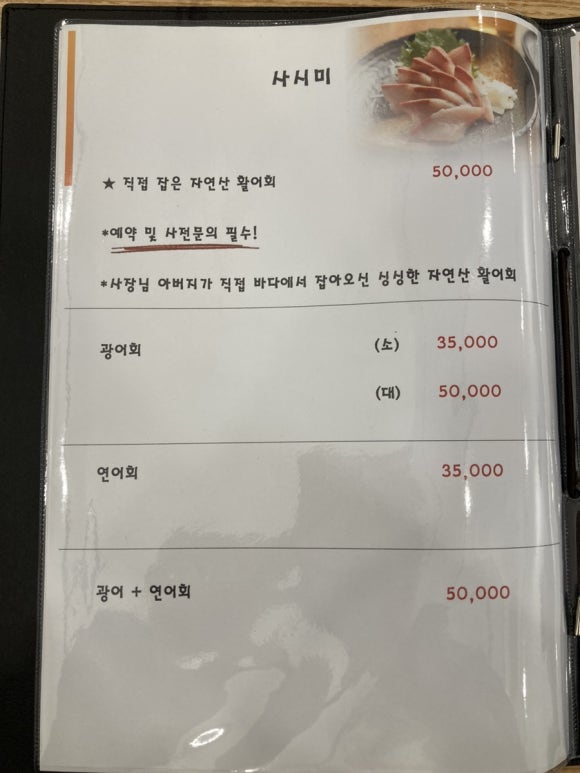 사시미
★ 직접 잡은 자연산 활어회 50,000
*예약 및 사전문의 필수!
*사장님 아버지가 직접 바다에서 잡아오신 싱싱한 자연산 활어회
광어회 (소) 35,000
(대) 50,000
연어회 35,000
광어 + 연어회 50,000